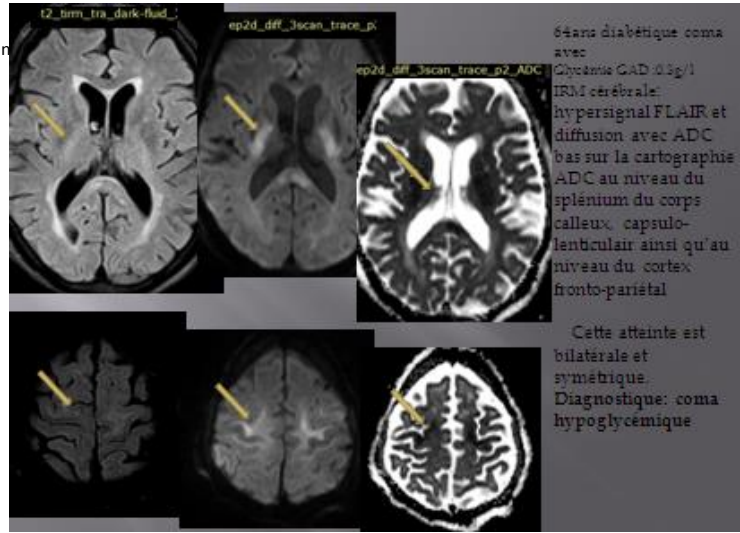 t2_tirm_tra_dark-fluid_
ep2d_diff_3scan_trace_p2
ep2d_diff_3scan_trace_p2_ADC
n
64ans diabétique coma
avec
Glycémie GAD :0.3g/l
IRM cérébrale:
hypersignal FLAIR et
diffusion avec ADC
bas sur la cartographie
ADC au niveau du
splénium du corps
calleux, capsulo-
lenticulair ainsi qu'au
niveau du cortex
fronto-pariétal
Cette atteinte est
bilatérale et
symétrique.
Diagnostique: coma
hypoglycémique